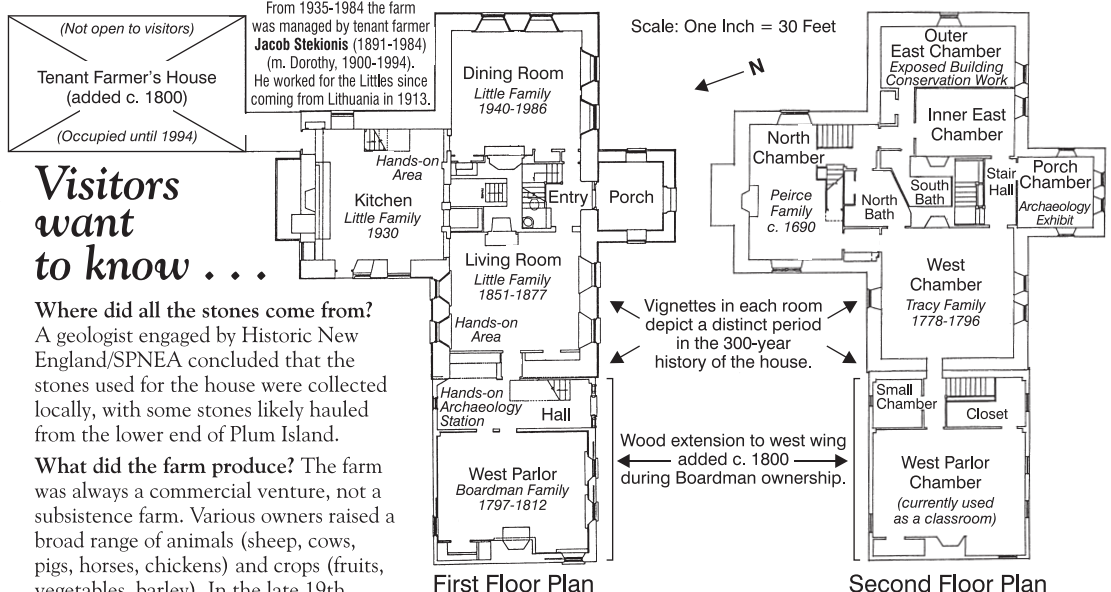 (Not open to visitors)
Tenant Farmer's House
(added c. 1800)
(Occupied until 1994)
From 1935-1984 the farm
was managed by tenant farmer
Jacob Stekionis (1891-1984)
(m. Dorothy, 1900-1994).
He worked for the Littles since
coming from Lithuania in 1913.
Scale: One Inch = 30 Feet
N
Visitors
want
to know . . .
Where did all the stones come from?
A geologist engaged by Historic New
England/SPNEA concluded that the
stones used for the house were collected
locally, with some stones likely hauled
from the lower end of Plum Island.
What did the farm produce? The farm
was always a commercial venture, not a
subsistence farm. Various owners raised a
broad range of animals (sheep, cows,
pigs, horses, chickens) and crops (fruits,
vegetables, barley). In the late 19th
Dining Room
Little Family
1940-1986
Hands-on
Area
Kitchen
Little Family
1930
Entry
Porch
Living Room
Little Family
1851-1877
Hands-on
Area
Hands-on
Archaeology
Station
Hall
West Parlor
Boardman Family
1797-1812
First Floor Plan
Vignettes in each room
depict a distinct period
in the 300-year
history of the house.
Wood extension to west wing
added c. 1800
during Boardman ownership.
Outer
East Chamber
Exposed Building
Conservation Work
Inner East
Chamber
North
Chamber
Peirce
Family
c. 1690
North
Bath
South
Bath
Stair
Hall
Porch
Chamber
Archaeology
Exhibit
West
Chamber
Tracy Family
1778-1796
Small
Chamber
Closet
West Parlor
Chamber
(currently used
as a classroom)
Second Floor Plan